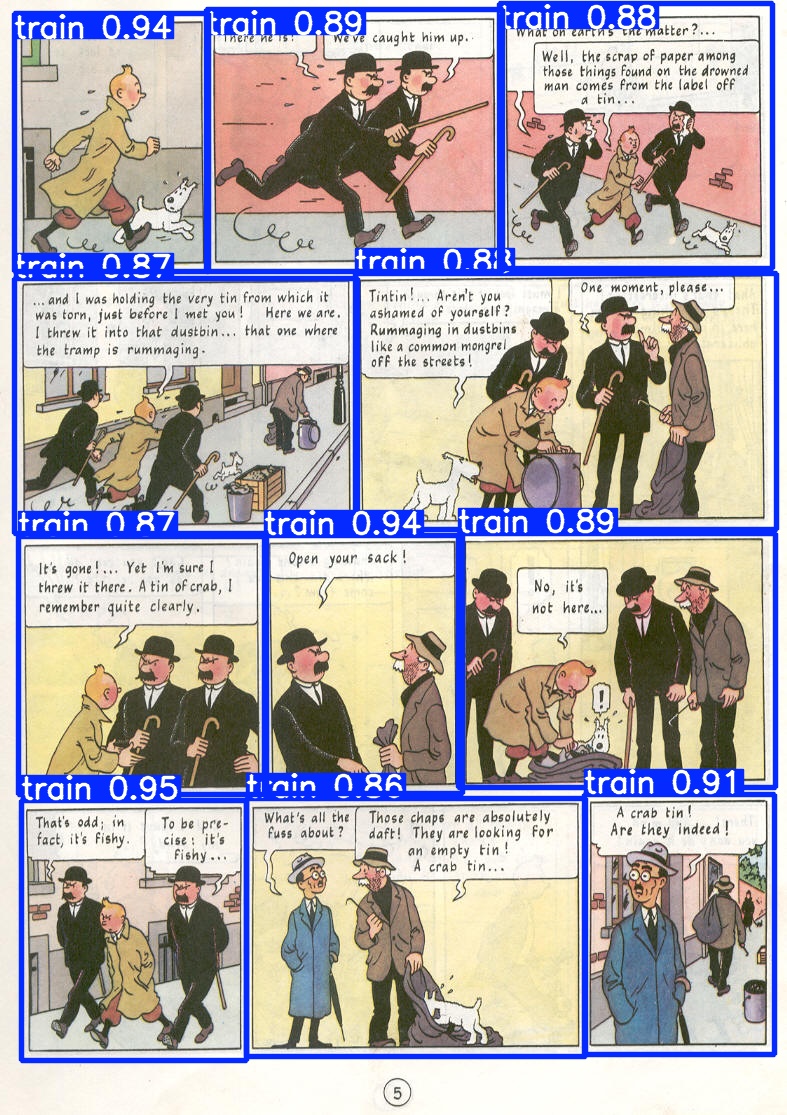 train 0.94
train 0.89
train 0.88
There he is!
We've caught him up.
What on earth's the matter?...
Well, the scrap of paper among
those things found on the drowned
man comes from the label off
a tin...
train 0.87
train 0.88
...and I was holding the very tin from which it
was torn, just before I met you! Here we are.
I threw it into that dustbin... that one where
the tramp is rummaging.
Tintin!... Aren't you
ashamed of yourself?
Rummaging in dustbins
like a common mongrel
off the streets!
One moment, please...
train 0.87
train 0.94
train 0.89
It's gone!... Yet I'm sure I
threw it there. A tin of crab, I
remember quite clearly.
Open your sack!
No, it's
not here...
!
train 0.95
train 0.86
train 0.91
That's odd; in
fact, it's fishy.
To be pre-
cise: it's
fishy...
What's all the
fuss about?
Those chaps are absolutely
daft! They are looking for
an empty tin!
A crab tin...
A crab tin!
Are they indeed!
5